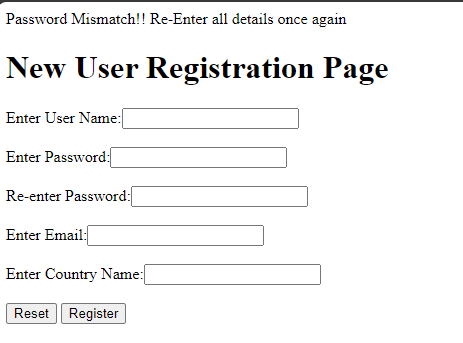 Password Mismatch!! Re-Enter all details once again
New User Registration Page
Enter User Name:
Enter Password:
Re-enter Password:
Enter Email:
Enter Country Name:
Reset Register